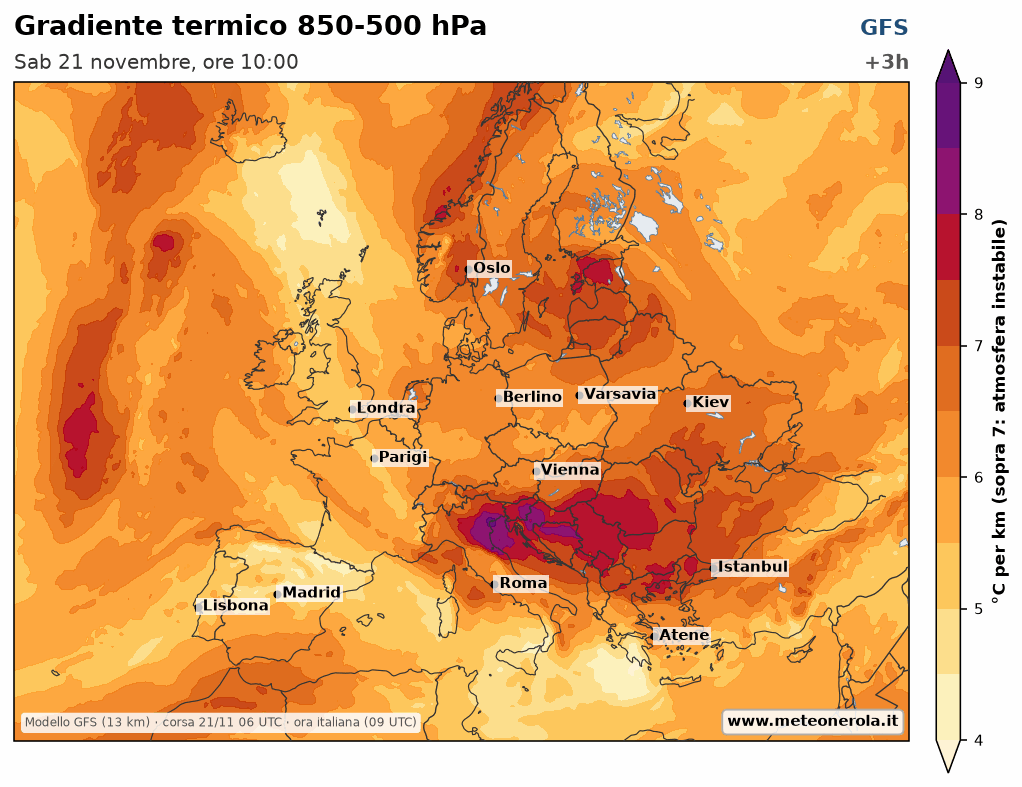 Gradiente termico 850-500 hPa
GFS
Sab 21 novembre, ore 10:00
+3h
9
8
7
6
5
4
°C per km (sopra 7: atmosfera instabile)
Oslo
Berlino
Varsavia
Kiev
Londra
Parigi
Vienna
Istanbul
Roma
Madrid
Lisbona
Atene
Modello GFS (13 km) · corsa 21/11 06 UTC · ora italiana (09 UTC)
www.meteonerola.it